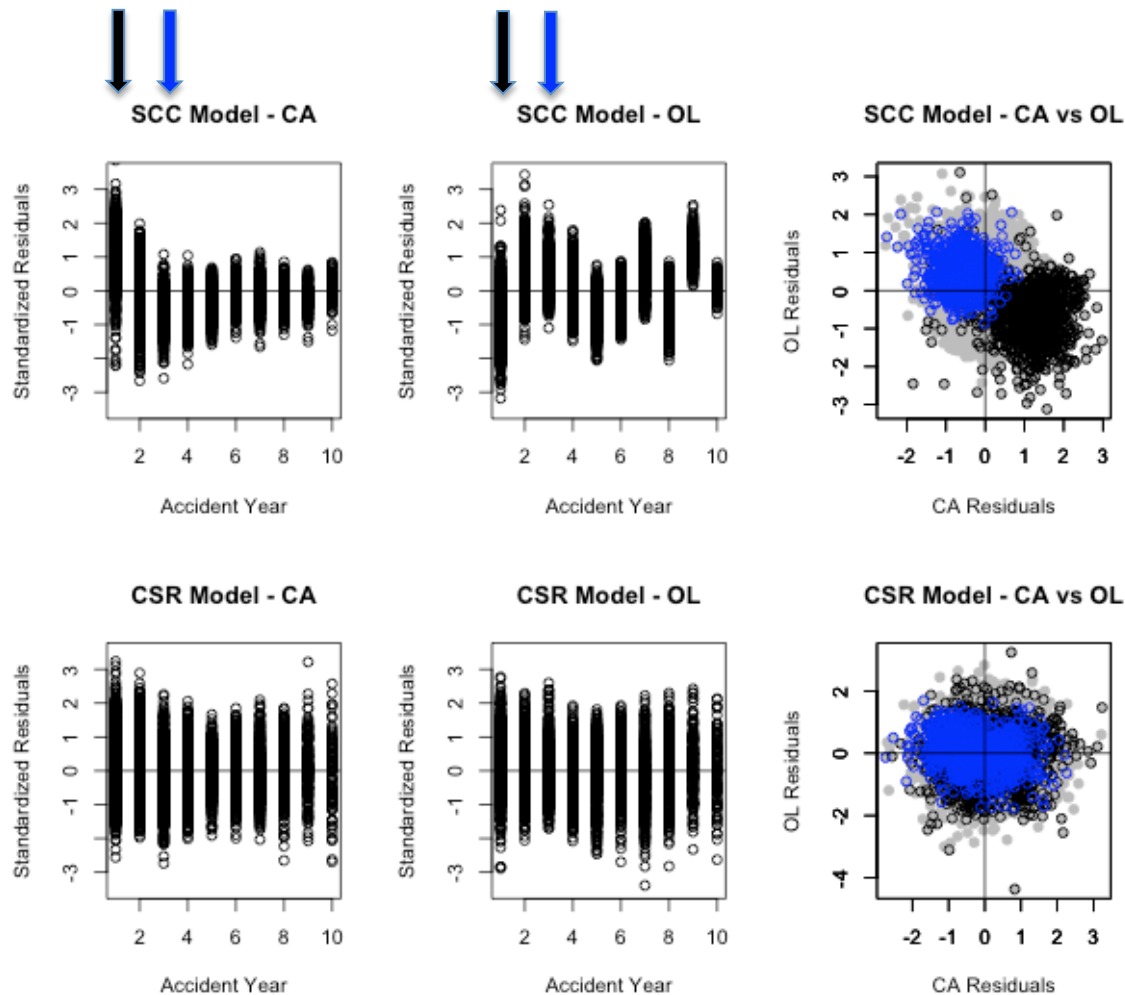 SCC Model - CA
Standardized Residuals
3
2
1
0
-1
-3
2 4 6 8 10
Accident Year
SCC Model - OL
Standardized Residuals
3
2
1
0
-1
-3
2 4 6 8 10
Accident Year
SCC Model - CA vs OL
OL Residuals
3
2
1
0
-1
-2
-3
-2 -1 0 1 2 3
CA Residuals
CSR Model - CA
Standardized Residuals
3
2
1
0
-1
-3
2 4 6 8 10
Accident Year
CSR Model - OL
Standardized Residuals
3
2
1
0
-1
-3
2 4 6 8 10
Accident Year
CSR Model - CA vs OL
OL Residuals
2
0
-2
-4
-2 -1 0 1 2 3
CA Residuals